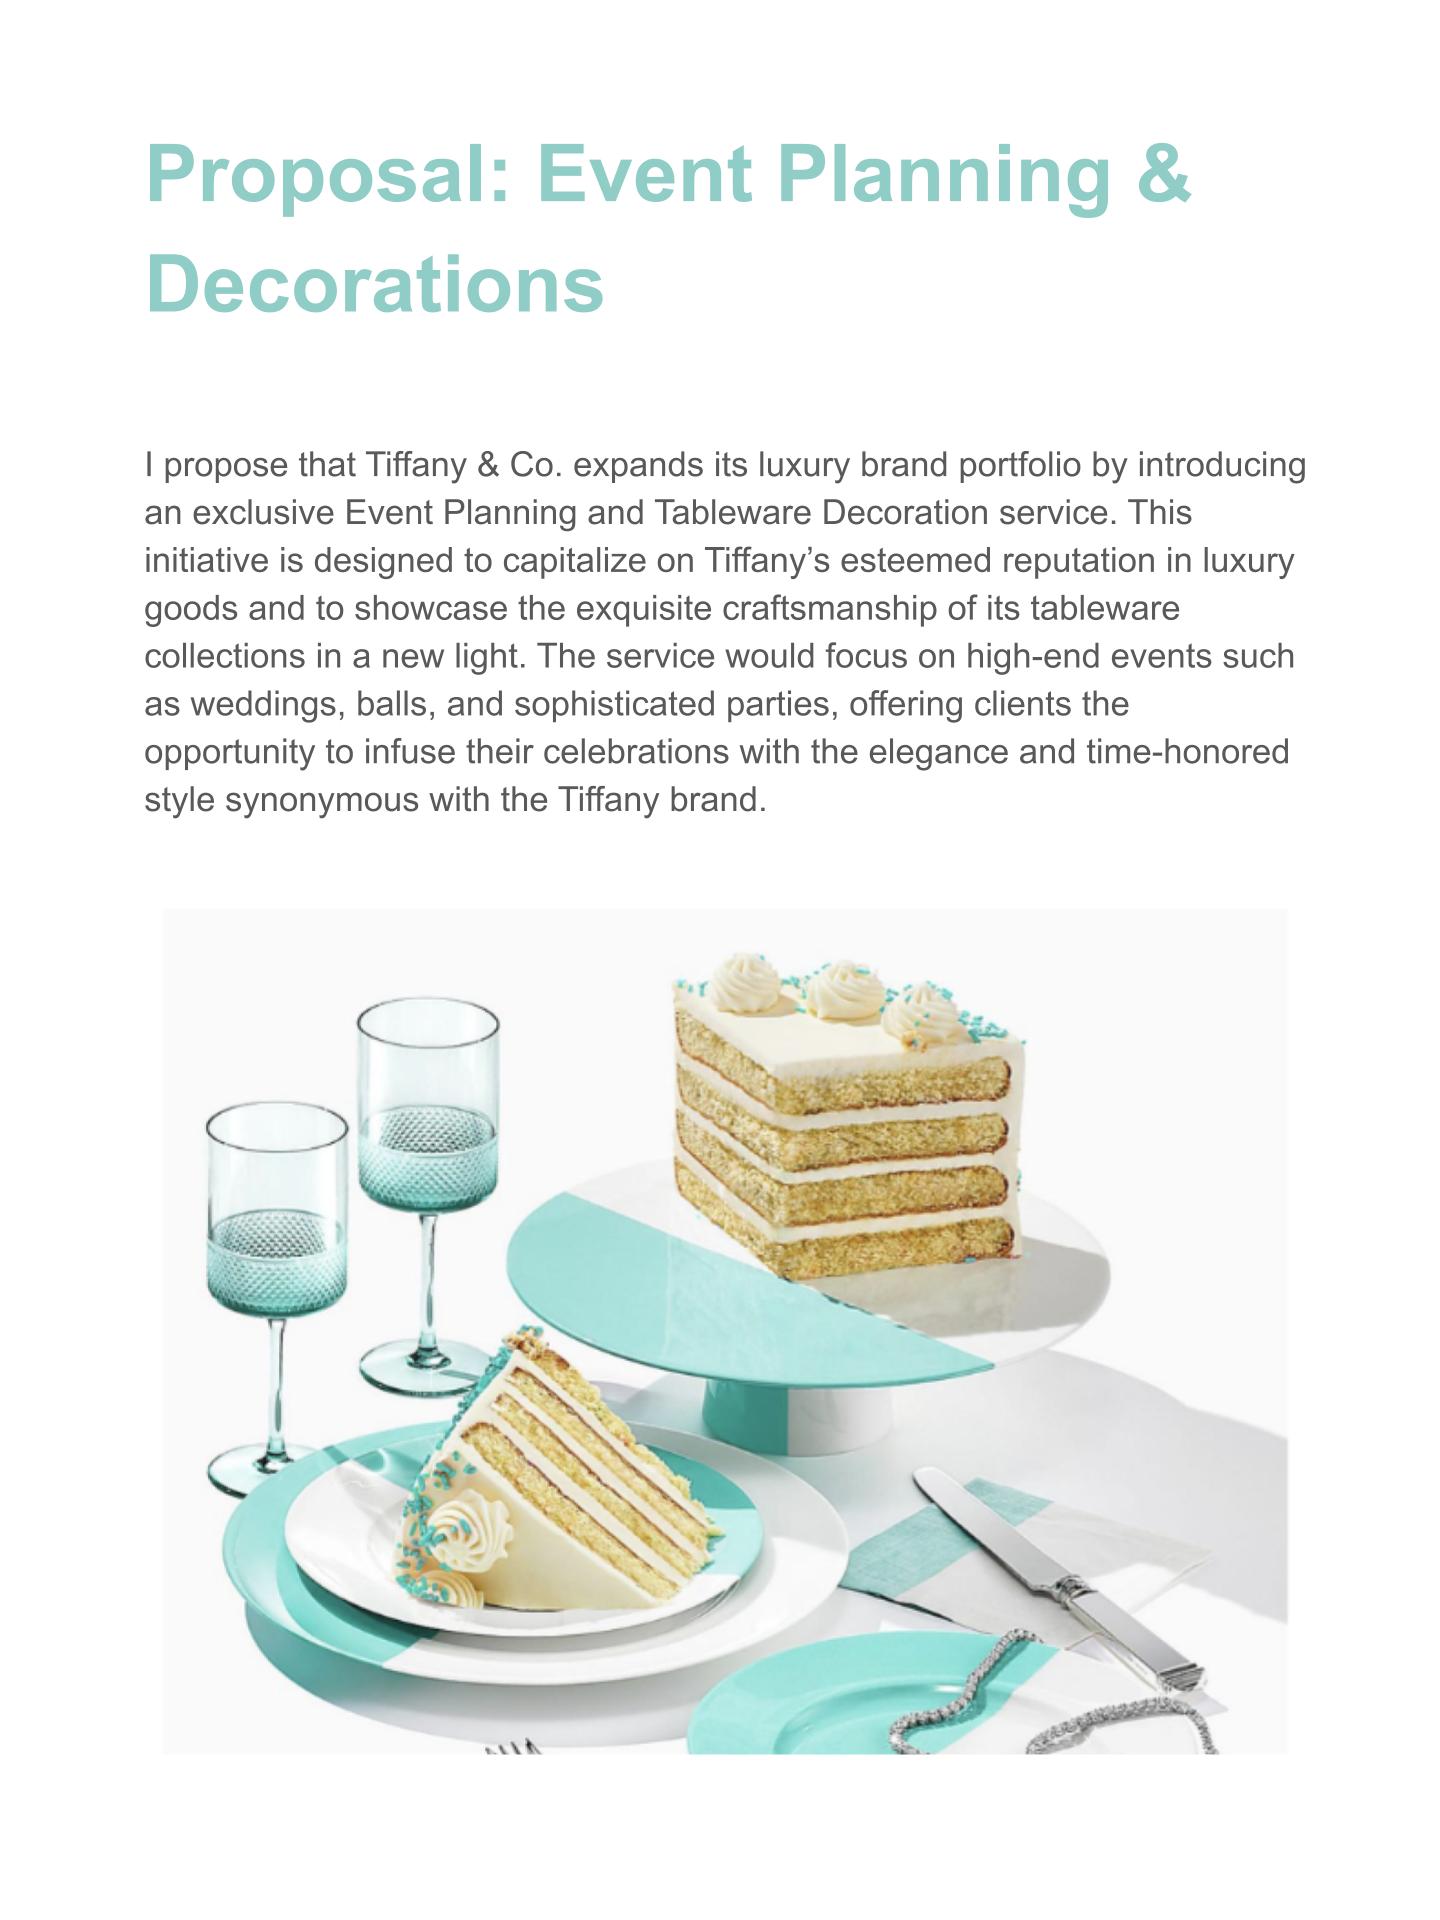 Proposal: Event Planning &
Decorations
I propose that Tiffany & Co. expands its luxury brand portfolio by introducing
an exclusive Event Planning and Tableware Decoration service. This
initiative is designed to capitalize on Tiffany’s esteemed reputation in luxury
goods and to showcase the exquisite craftsmanship of its tableware
collections in a new light. The service would focus on high-end events such
as weddings, balls, and sophisticated parties, offering clients the
opportunity to infuse their celebrations with the elegance and time-honored
style synonymous with the Tiffany brand.